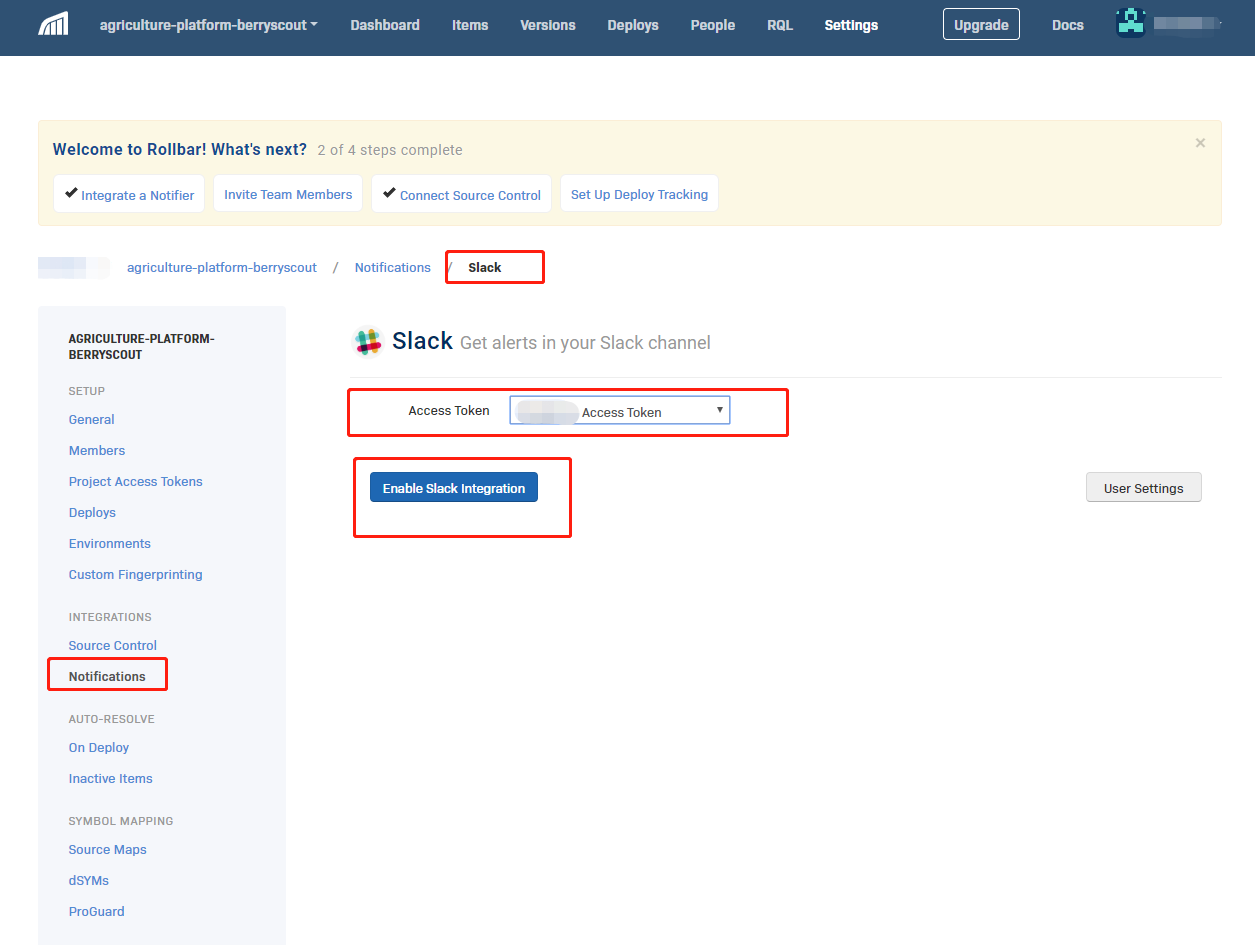 agriculture-platform-berryscout Dashboard Items Versions Deploys People RQL Settings Upgrade Docs
Welcome to Rollbar! What's next? 2 of 4 steps complete ×
Integrate a Notifier Invite Team Members Connect Source Control Set Up Deploy Tracking
agriculture-platform-berryscout / Notifications / Slack
AGRICULTURE-PLATFORM-
BERRYSCOUT
SETUP
General
Members
Project Access Tokens
Deploys
Environments
Custom Fingerprinting
INTEGRATIONS
Source Control
Notifications
AUTO-RESOLVE
On Deploy
Inactive Items
SYMBOL MAPPING
Source Maps
dSYMs
ProGuard
Slack Get alerts in your Slack channel
Access Token Access Token
Enable Slack Integration User Settings